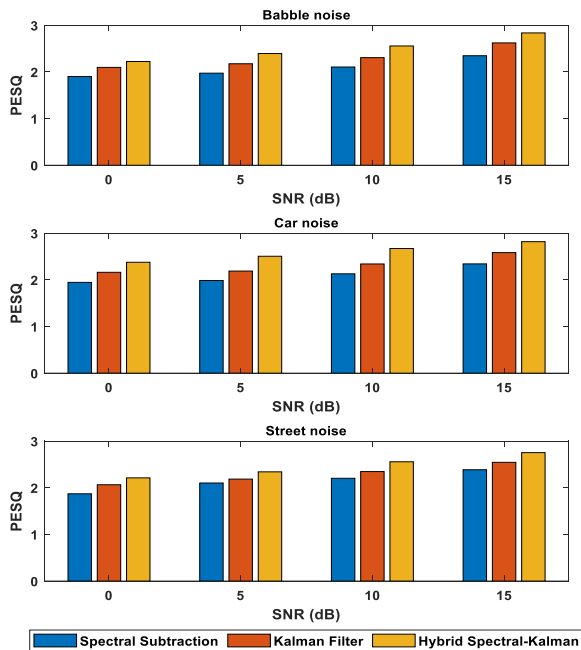 Babble noise
3
2
1
0
PESQ
0 5 10 15
SNR (dB)
Car noise
3
2
1
0
PESQ
0 5 10 15
SNR (dB)
Street noise
3
2
1
0
PESQ
0 5 10 15
SNR (dB)
Spectral Subtraction Kalman Filter Hybrid Spectral-Kalman